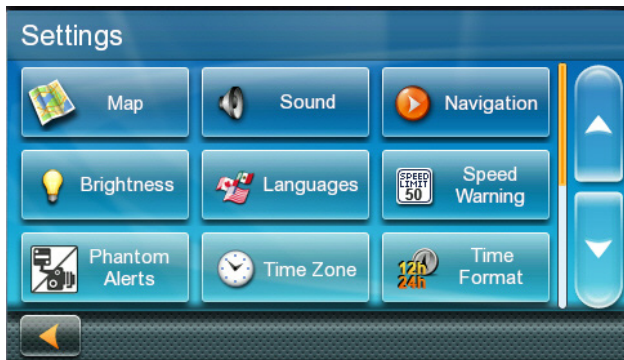 Settings
Map
Sound
Navigation
Brightness
Languages
SPEED
LIMIT
50
Speed
Warning
Phantom
Alerts
Time Zone
12h
24h
Time
Format